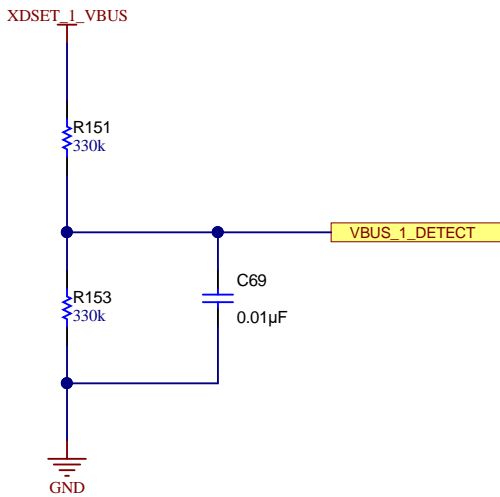 XDSET_1_VBUS
R151
330k
VBUS_1_DETECT
C69
R153
330k
0.01µF
GND